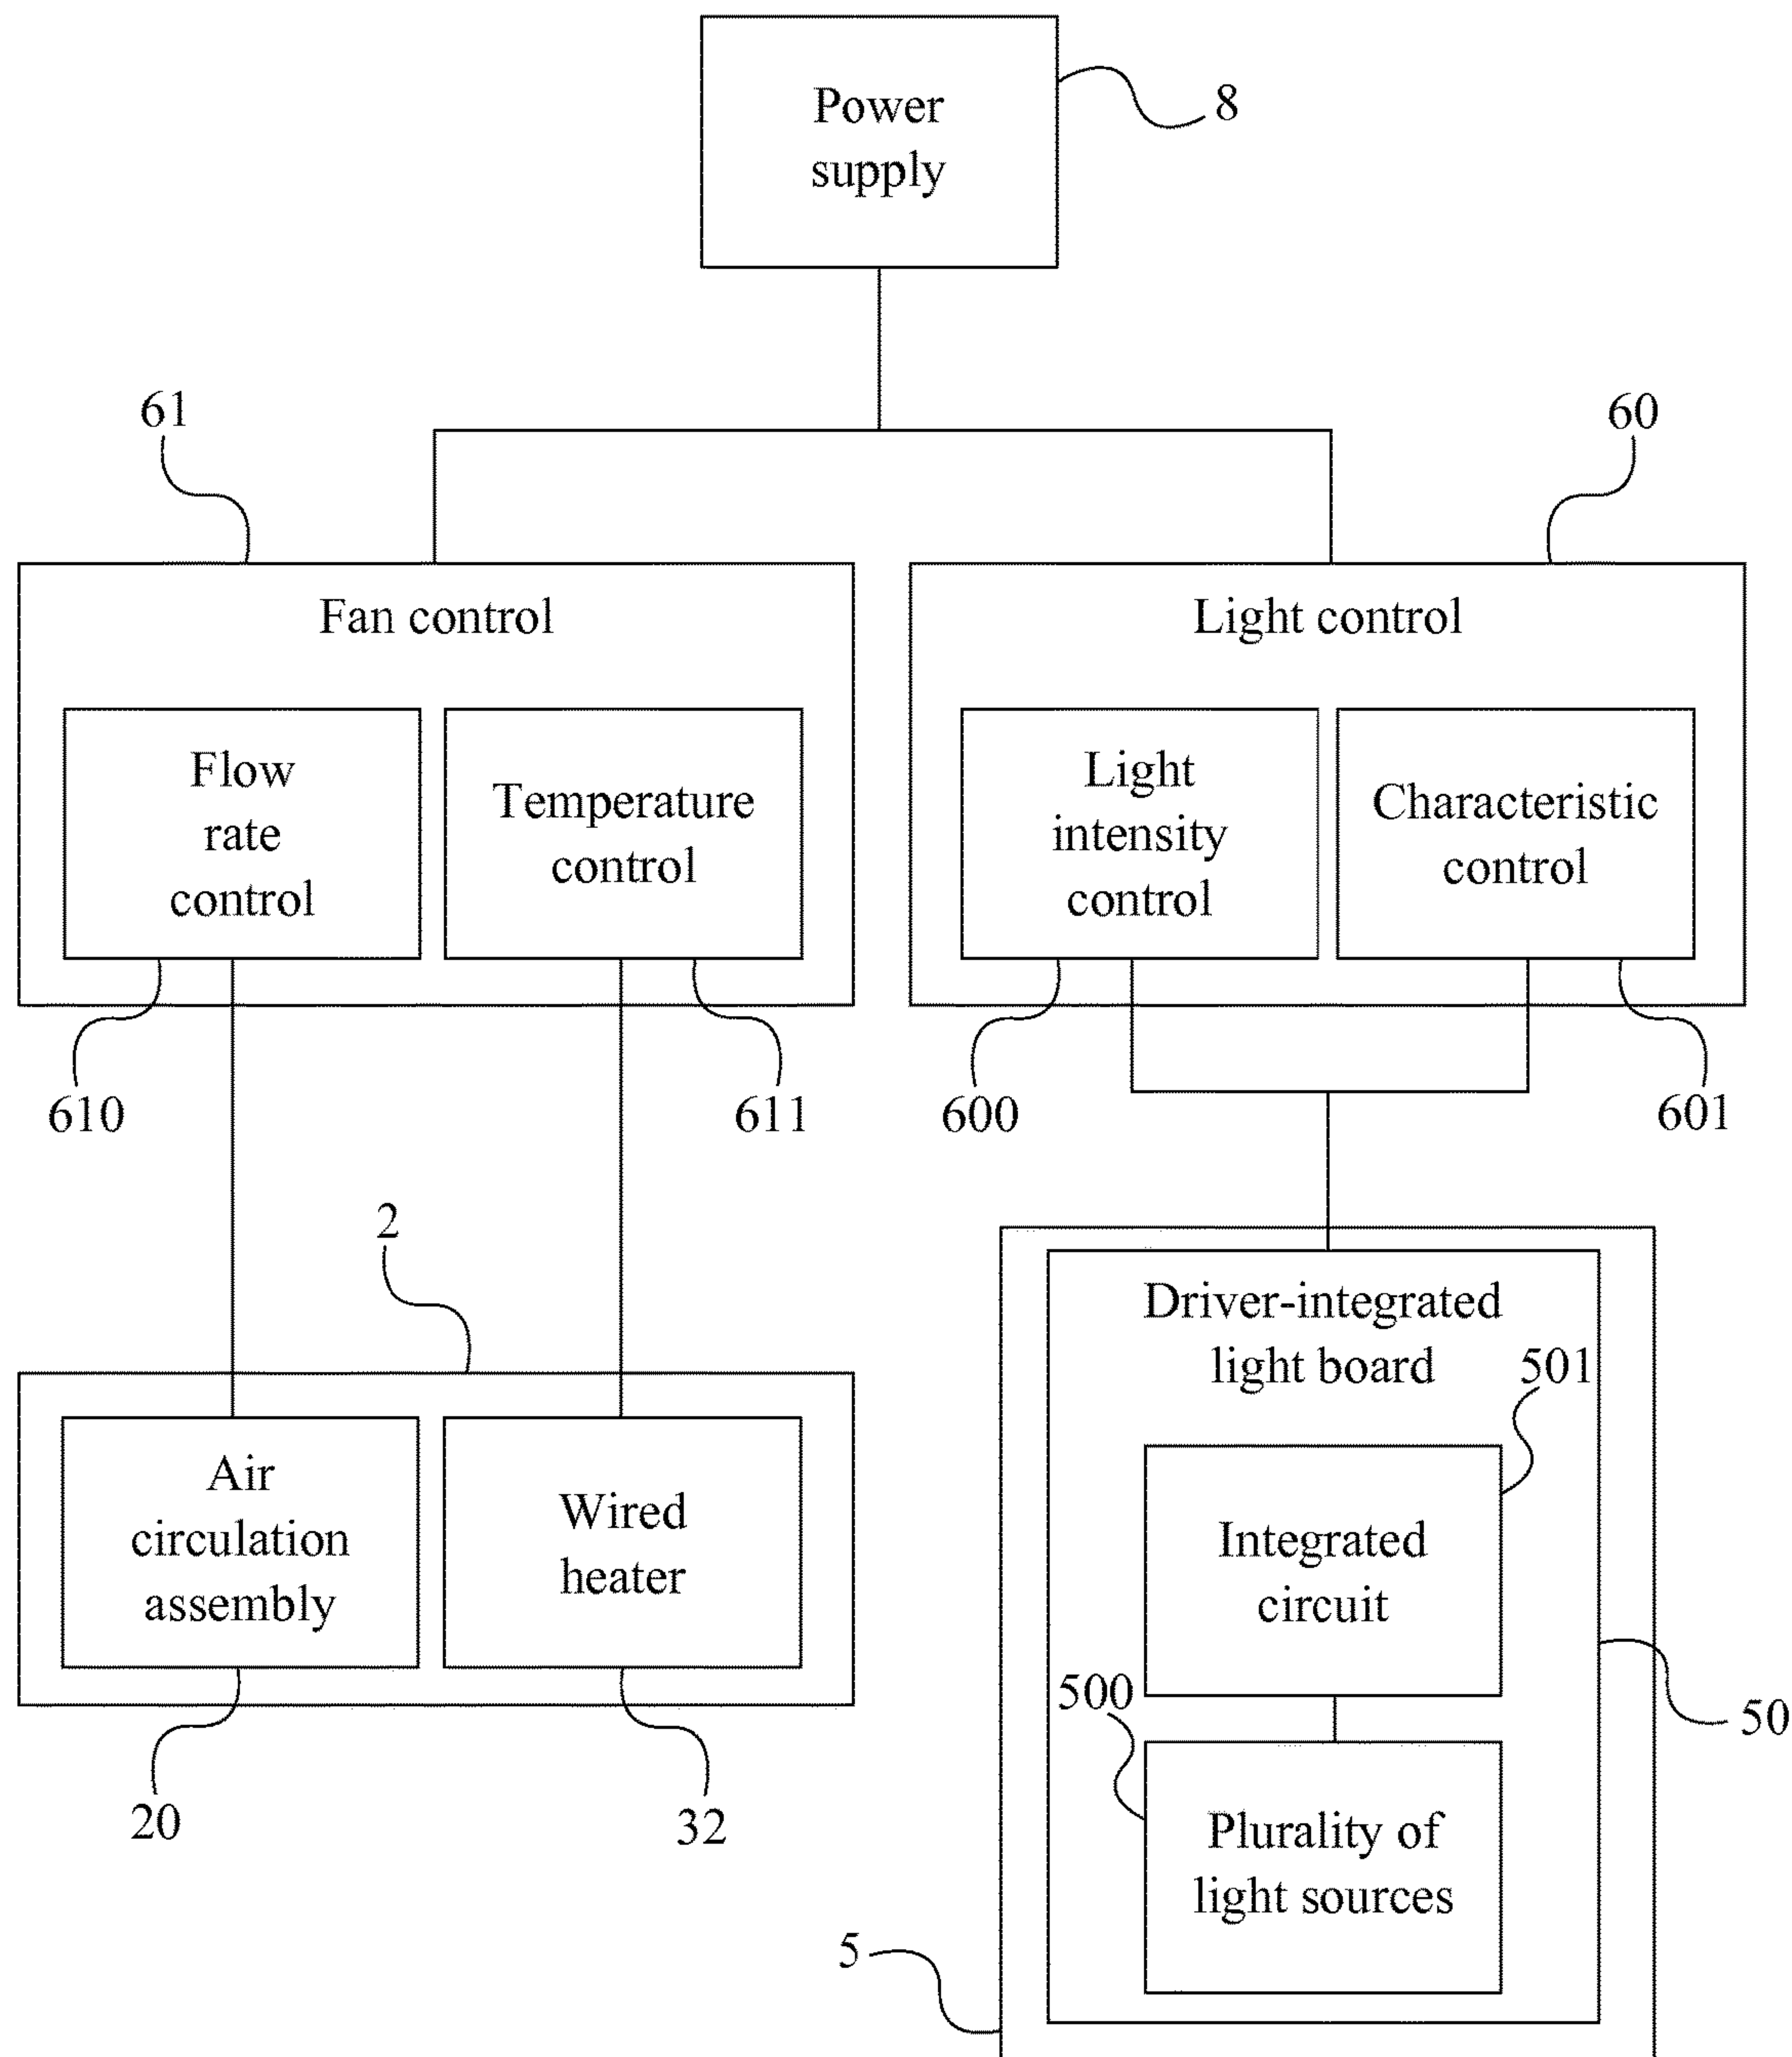 Power
supply
8
61
60
Fan control
Light control
Flow
rate
control
Temperature
control
Light
intensity
control
Characteristic
control
610
611
600
601
2
Air
circulation
assembly
Wired
heater
20
32
Driver-integrated
light board
501
Integrated
circuit
500
50
Plurality of
light sources
5